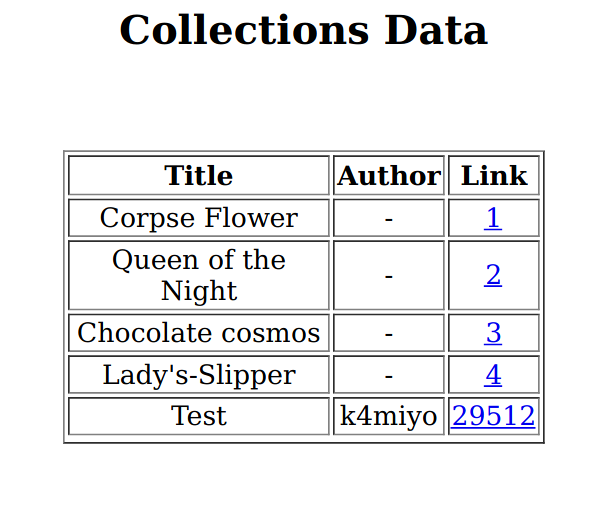 Collections Data
Title Author Link
Corpse Flower - 1
Queen of the
Night - 2
Chocolate cosmos - 3
Lady's-Slipper - 4
Test k4miyo 29512